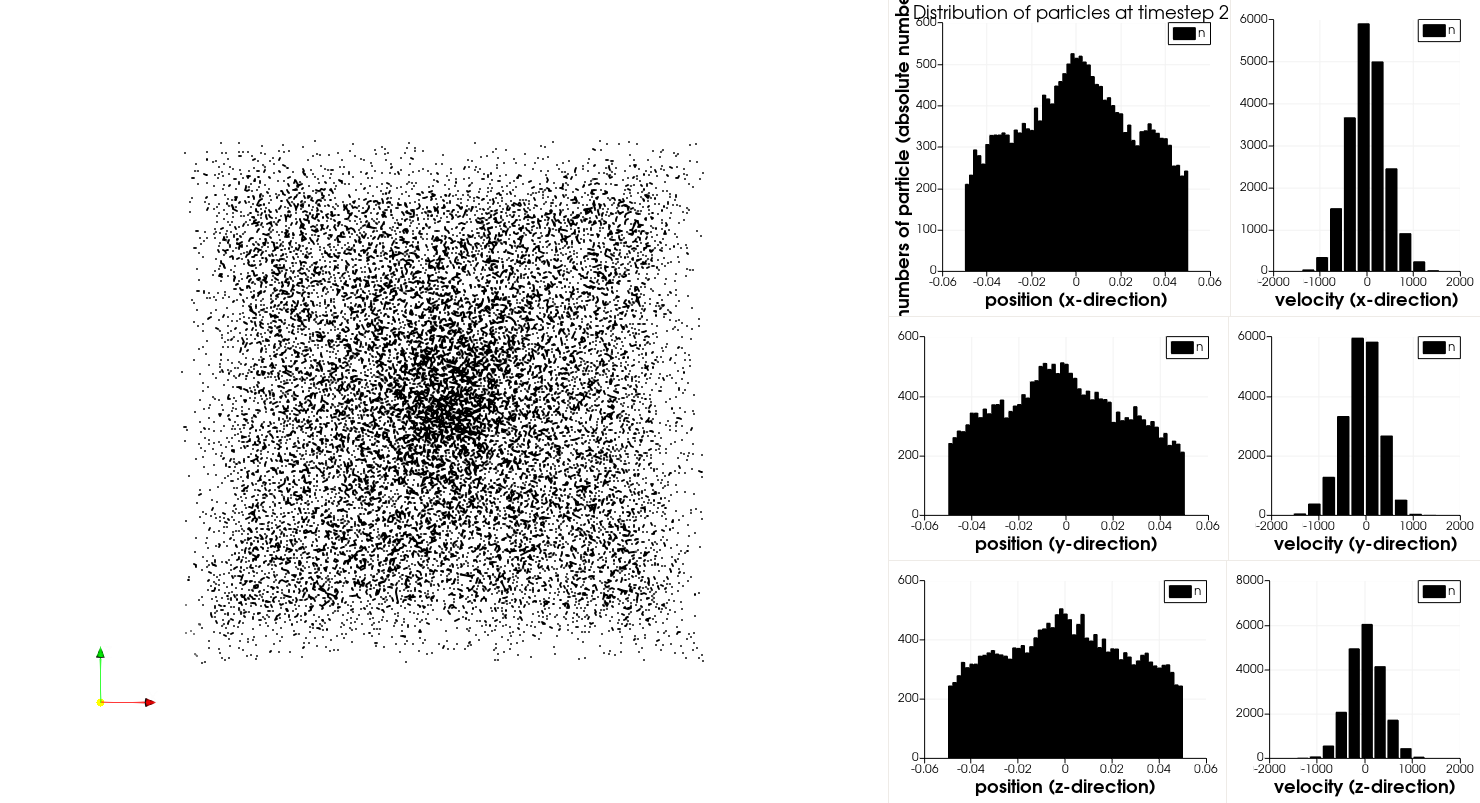 Distribution of particles at timestep 2
numbers of particle (absolute numbe
600
500
400
300
200
100
0
-0.06 -0.04 -0.02 0 0.02 0.04 0.06
position (x-direction)
n
6000
5000
4000
3000
2000
1000
0
-2000 -1000 0 1000 2000
velocity (x-direction)
n
600
400
200
0
-0.06 -0.04 -0.02 0 0.02 0.04 0.06
position (y-direction)
n
6000
4000
2000
0
-2000 -1000 0 1000 2000
velocity (y-direction)
n
600
400
200
0
-0.06 -0.04 -0.02 0 0.02 0.04 0.06
position (z-direction)
n
8000
6000
4000
2000
0
-2000 -1000 0 1000 2000
velocity (z-direction)
n